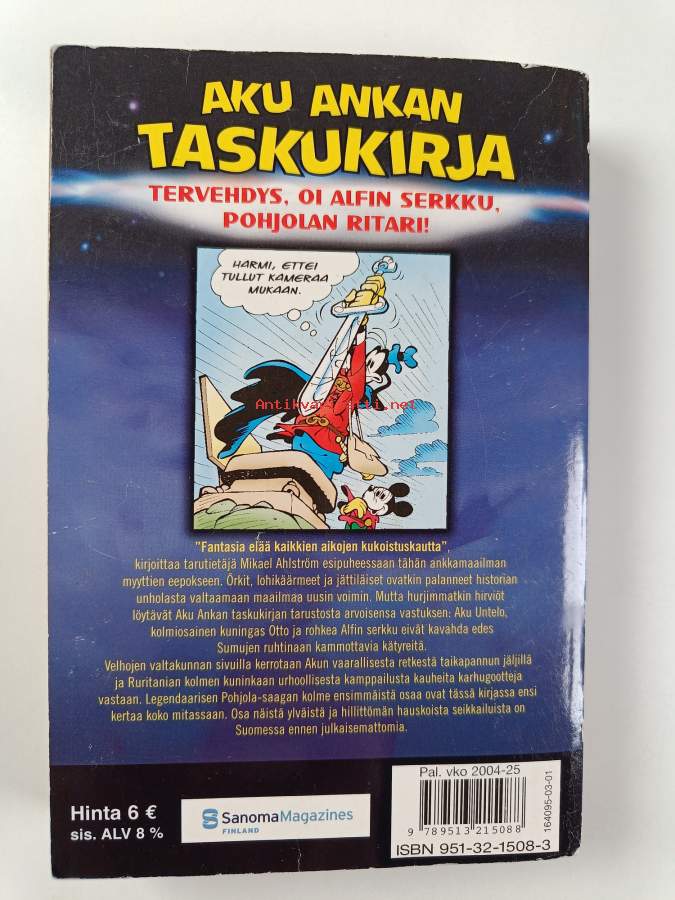 AKU ANKAN
TASKUKIRJA
TERVEHDYS, OI ALFIN SERKKU,
POHJOLAN RITARI!
HARMI, ETTEI
TULLUT KAMERAA
MUKAAN.
Antikvariaatti.net
"Fantasia elää kaikkien aikojen kukoistuskautta",
kirjoittaa tarutietäjä Mikael Ahlström esipuheessaan tähän ankkamaailman
myyttien eepokseen. Örkit, lohikäärmeet ja jättiläiset ovatkin palanneet historian
unholasta valtaamaan maailmaa uusin voimin. Mutta hurjimmatkin hirviöt
löytävät Aku Ankan taskukirjan tarustosta arvoisensa vastuksen: Aku Untelo,
kolmiosainen kuningas Otto ja rohkea Alfin serkku eivät kavahda edes
Sumujen ruhtinaan kammottavia kätyreitä.
Velhojen valtakunnan sivuilla kerrotaan Akun vaarallisesta retkestä taikapannun jäljillä
ja Ruritanian kolmen kuninkaan urhoollisesta kamppailusta kauheita karhugootteja
vastaan. Legendaarisen Pohjola-saagan kolme ensimmäistä osaa ovat tässä kirjassa ensi
kertaa koko mitassaan. Osa näistä ylväistä ja hillittömän hauskoista seikkailuista on
Suomessa ennen julkaisemattomia.
Hinta 6 €
sis. ALV 8 %
SanomaMagazines
FINLAND
Pal. vko 2004-25
9 789513 215088
ISBN 951-32-1508-3
164095-03-01